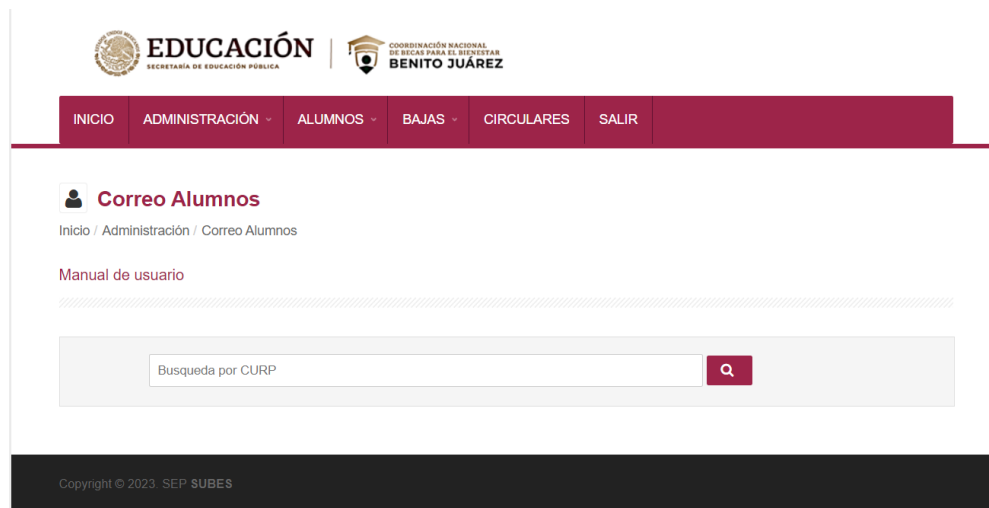 EDUCACIÓN
SECRETARÍA DE EDUCACIÓN PÚBLICA
COORDINACIÓN NACIONAL
DE BECAS PARA EL BIENESTAR
BENITO JUÁREZ
INICIO ADMINISTRACIÓN ALUMNOS BAJAS CIRCULARES SALIR
Correo Alumnos
Inicio / Administración / Correo Alumnos
Manual de usuario
Busqueda por CURP
Copyright © 2023. SEP SUBES